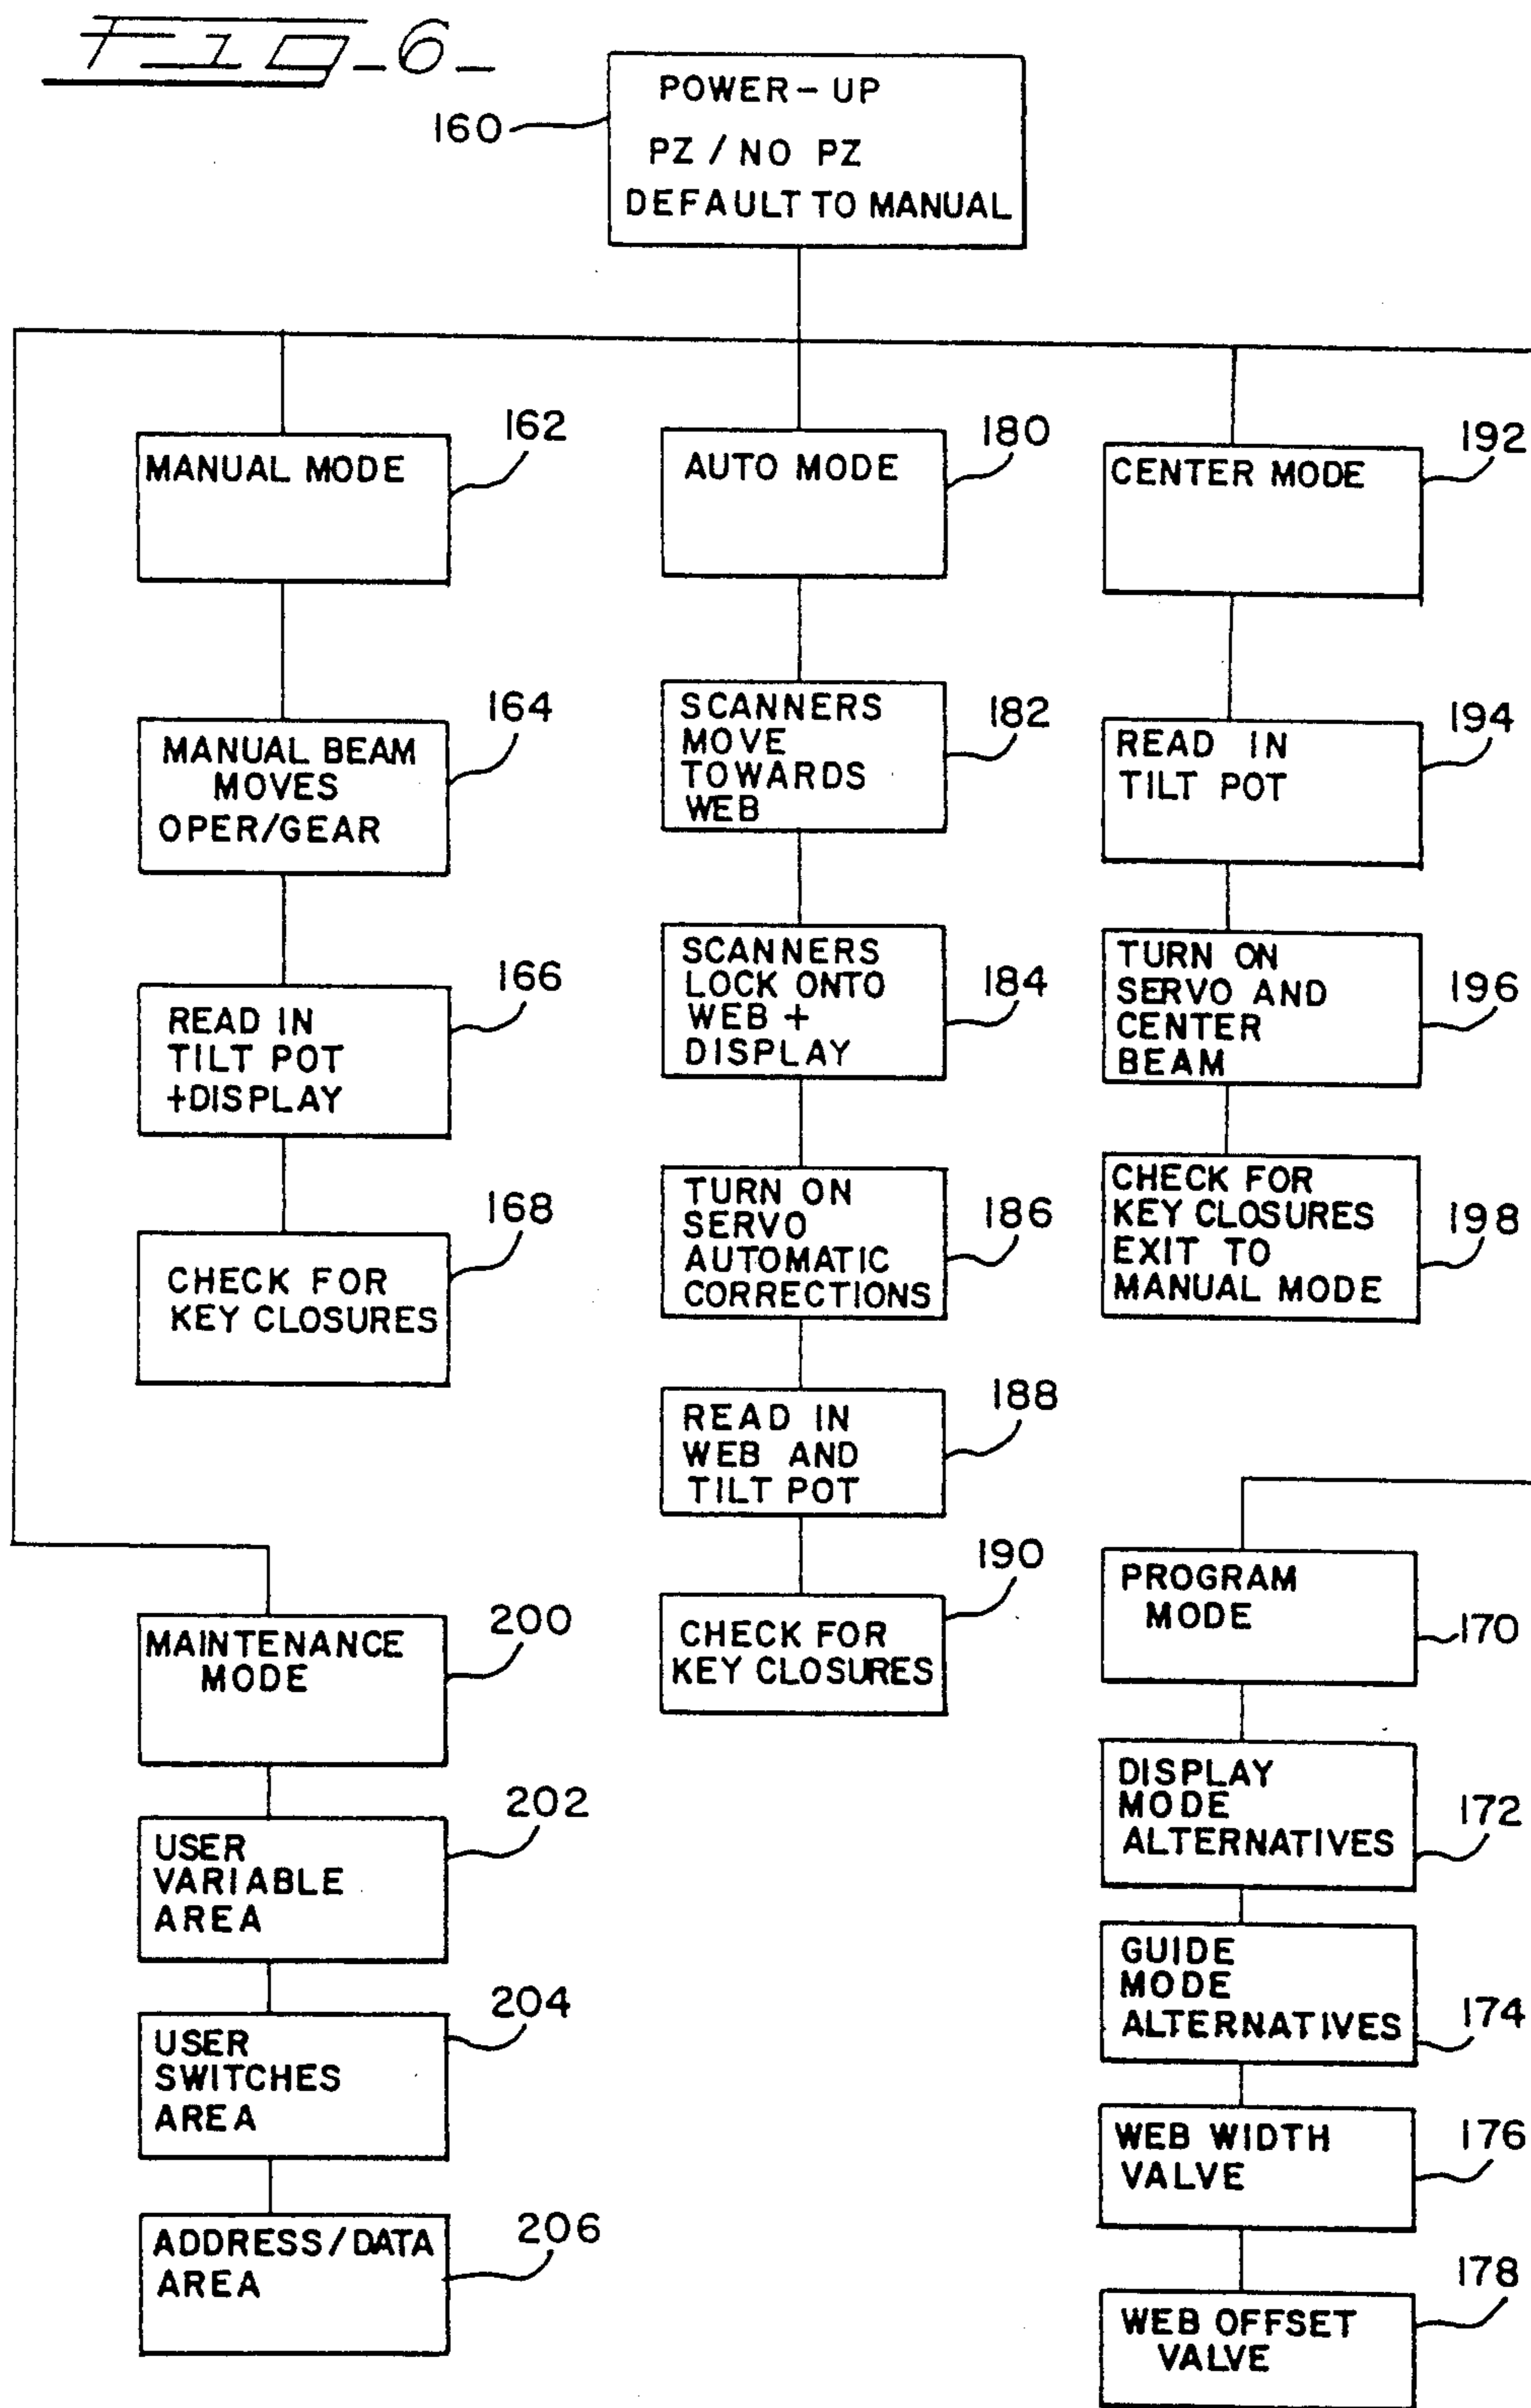 Fig-6-
160
POWER-UP
PZ / NO PZ
DEFAULT TO MANUAL
162
MANUAL MODE
164
MANUAL BEAM
MOVES
OPER/GEAR
166
READ IN
TILT POT
+DISPLAY
168
CHECK FOR
KEY CLOSURES
180
AUTO MODE
182
SCANNERS
MOVE
TOWARDS
WEB
184
SCANNERS
LOCK ONTO
WEB +
DISPLAY
186
TURN ON
SERVO
AUTOMATIC
CORRECTIONS
188
READ IN
WEB AND
TILT POT
190
CHECK FOR
KEY CLOSURES
192
CENTER MODE
194
READ IN
TILT POT
196
TURN ON
SERVO AND
CENTER
BEAM
198
CHECK FOR
KEY CLOSURES
EXIT TO
MANUAL MODE
200
MAINTENANCE
MODE
202
USER
VARIABLE
AREA
204
USER
SWITCHES
AREA
206
ADDRESS/DATA
AREA
170
PROGRAM
MODE
172
DISPLAY
MODE
ALTERNATIVES
174
GUIDE
MODE
ALTERNATIVES
176
WEB WIDTH
VALVE
178
WEB OFFSET
VALVE